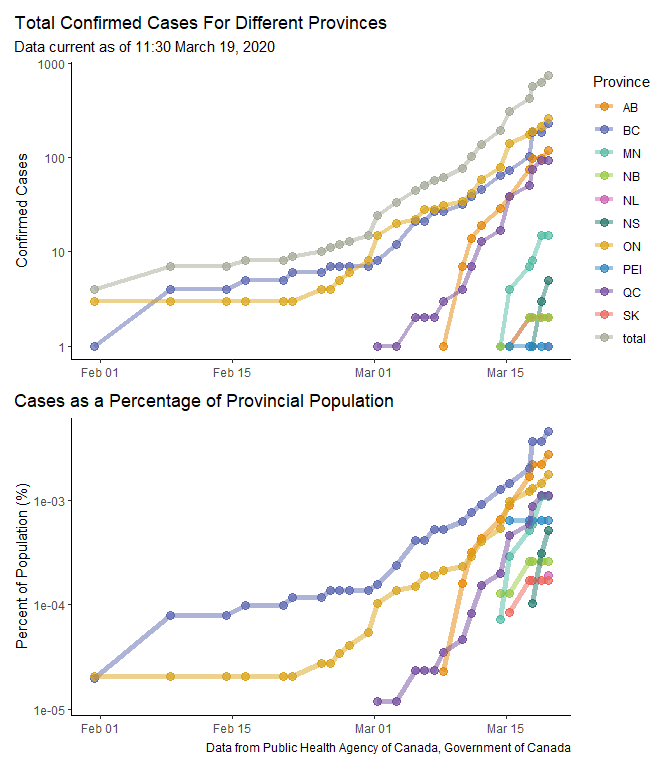 Total Confirmed Cases For Different Provinces
Data current as of 11:30 March 19, 2020
1000
100
10
1
Confirmed Cases
Feb 01 Feb 15 Mar 01 Mar 15
Province
AB
BC
MN
NB
NL
NS
ON
PEI
QC
SK
total
Cases as a Percentage of Provincial Population
1e-03
1e-04
1e-05
Percent of Population (%)
Feb 01 Feb 15 Mar 01 Mar 15
Data from Public Health Agency of Canada, Government of Canada